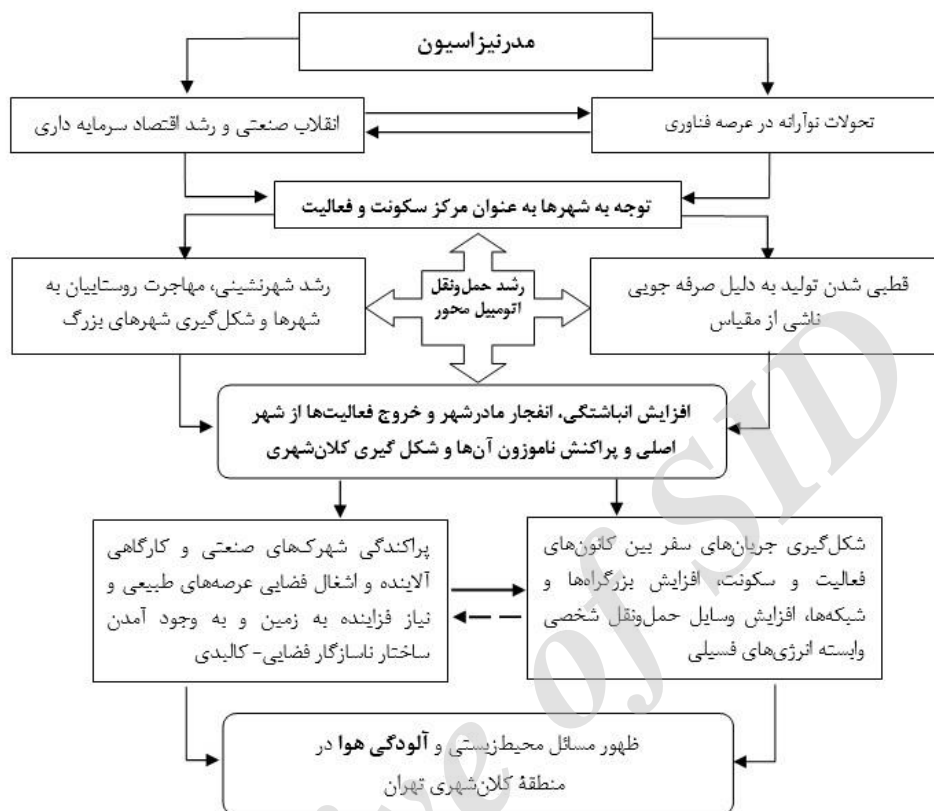 مدرنیزاسیون
تحولات نوآرانه در عرصه فناوری
انقلاب صنعتی و رشد اقتصاد سرمایه داری
توجه به شهرها به عنوان مرکز سکونت و فعالیت
قطبی شدن تولید به دلیل صرفه جویی
ناشی از مقیاس
رشد حمل‌ونقل
اتومبیل محور
رشد شهرنشینی، مهاجرت روستاییان به
شهرها و شکل‌گیری شهرهای بزرگ
افزایش انباشتگی، انفجار مادرشهر و خروج فعالیت‌ها از شهر
اصلی و پراکنش ناموزون آن‌ها و شکل گیری کلان‌شهری
شکل‌گیری جریان‌های سفر بین کانون‌های
فعالیت و سکونت، افزایش بزرگراه‌ها و
شبکه‌ها، افزایش وسایل حمل‌ونقل شخصی
وابسته انرژی‌های فسیلی
پراکندگی شهرک‌های صنعتی و کارگاهی
آلاینده و اشغال فضایی عرصه‌های طبیعی و
نیاز فزاینده به زمین و به وجود آمدن
ساختار ناسازگار فضایی- کالبدی
ظهور مسائل محیط‌زیستی و آلودگی هوا در
منطقهٔ کلان‌شهری تهران
ive of SID